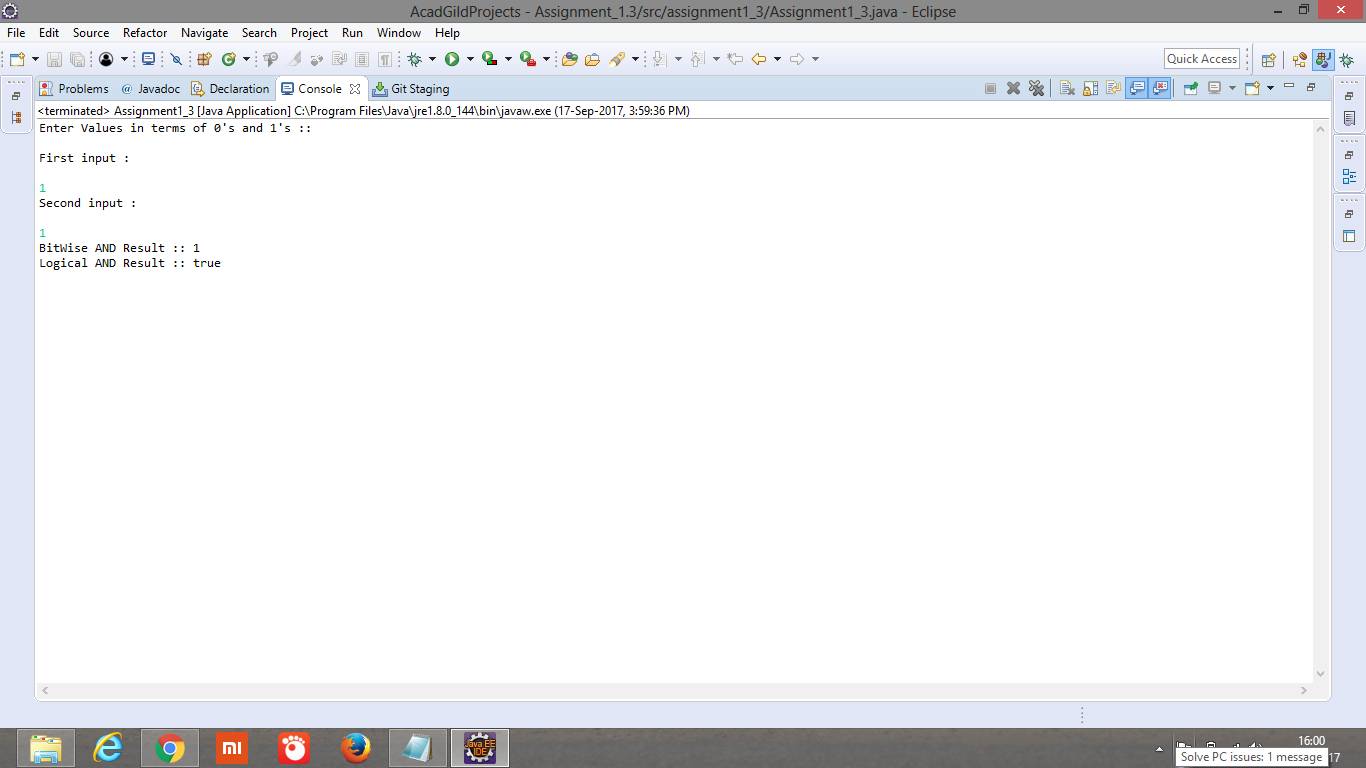 AcadGildProjects - Assignment_1.3/src/assignment1_3/Assignment1_3.java - Eclipse
File Edit Source Refactor Navigate Search Project Run Window Help
Quick Access
Problems @ Javadoc Declaration Console Git Staging
<terminated> Assignment1_3 [Java Application] C:\Program Files\Java\jre1.8.0_144\bin\javaw.exe (17-Sep-2017, 3:59:36 PM)
Enter Values in terms of 0's and 1's ::
First input :
1
Second input :
1
BitWise AND Result :: 1
Logical AND Result :: true
mi
Java EE
IDE
16:00
Solve PC issues: 1 message
17